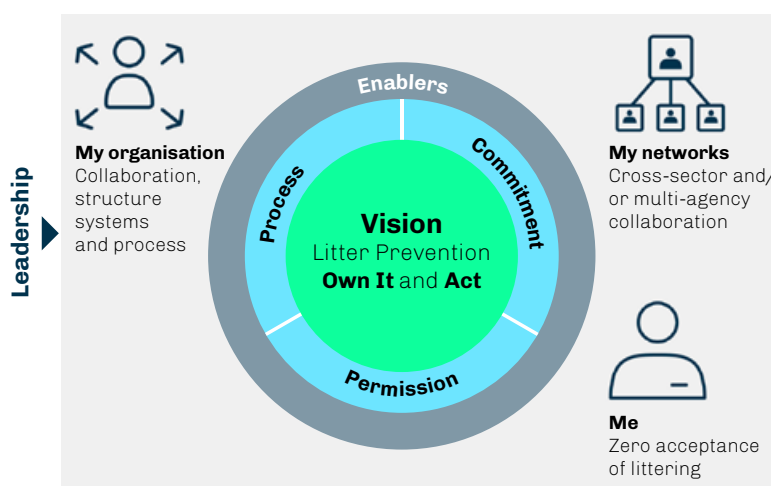 Leadership
My organisation
Collaboration,
structure
systems
and process
Enablers
Process
Commitment
Permission
Vision
Litter Prevention
Own It and Act
My networks
Cross-sector and/
or multi-agency
collaboration
Me
Zero acceptance
of littering